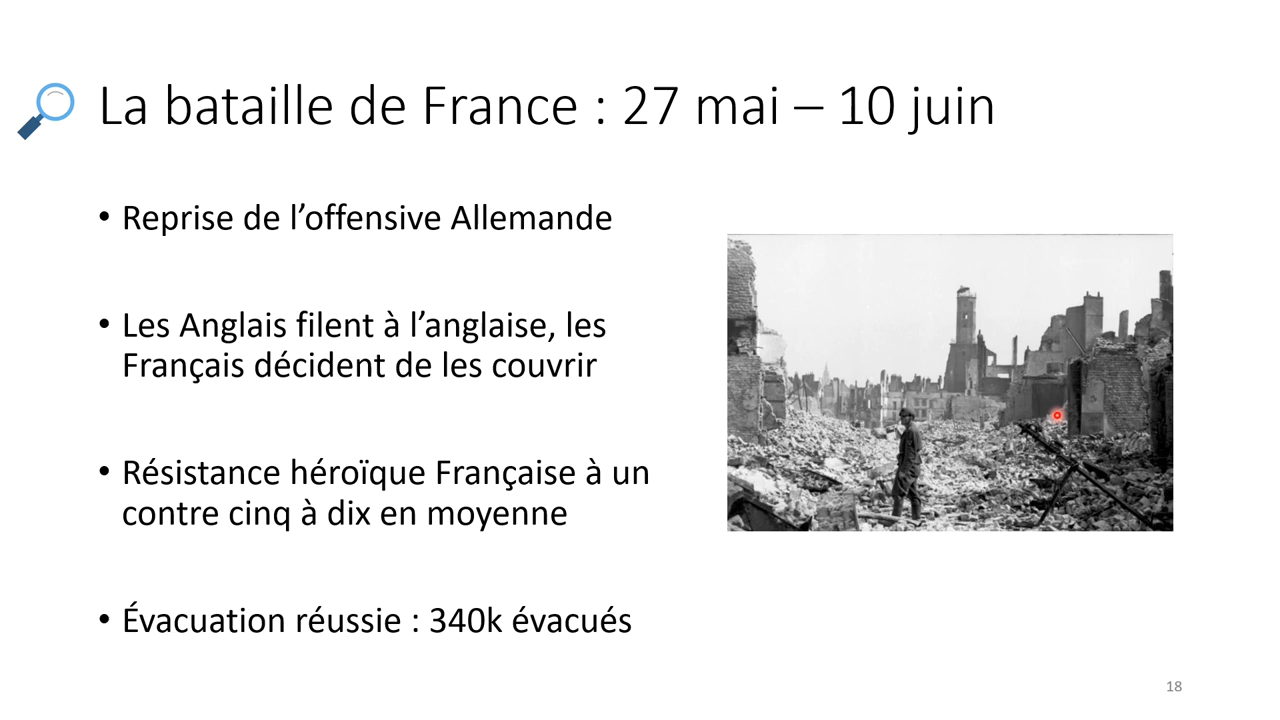 La bataille de France : 27 mai – 10 juin
• Reprise de l’offensive Allemande
• Les Anglais filent à l’anglaise, les
Français décident de les couvrir
• Résistance héroïque Française à un
contre cinq à dix en moyenne
• Évacuation réussie : 340k évacués
18